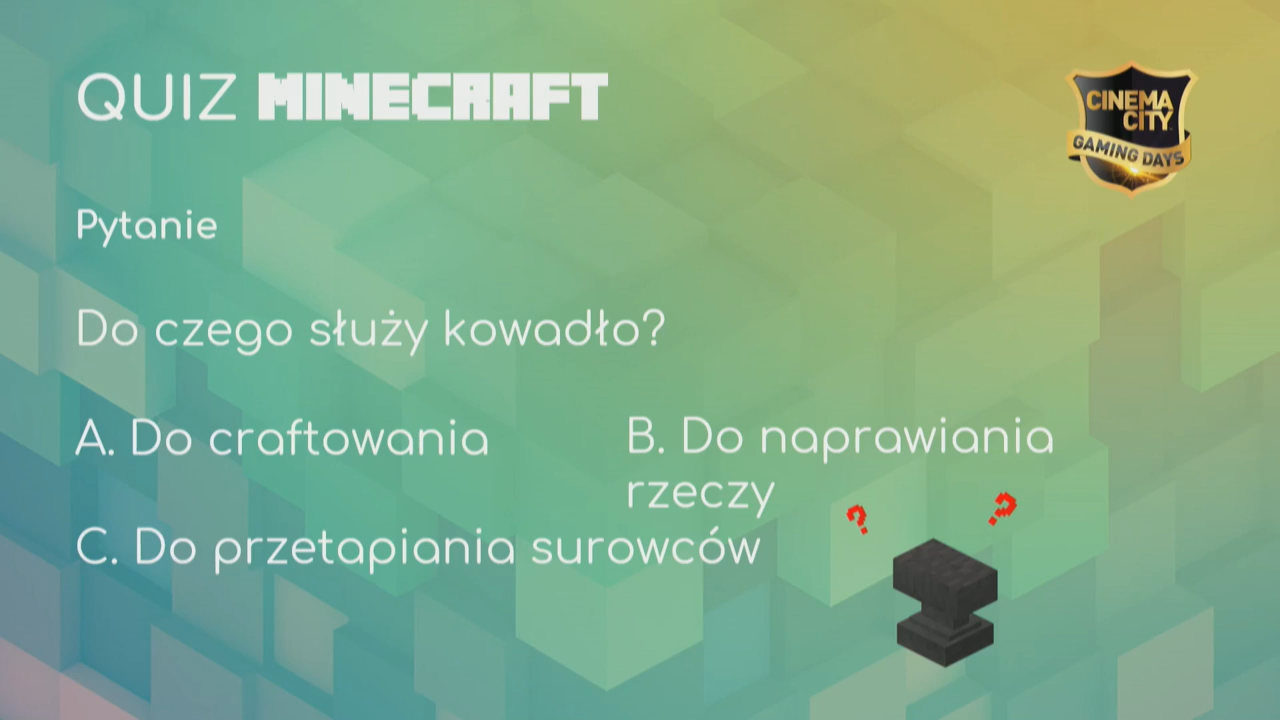 QUIZ MINECRAFT
CINEMA
CITY
GAMING DAYS
Pytanie
Do czego służy kowadło?
A. Do craftowania
B. Do naprawiania
rzeczy
C. Do przetapiania surowców
? ?